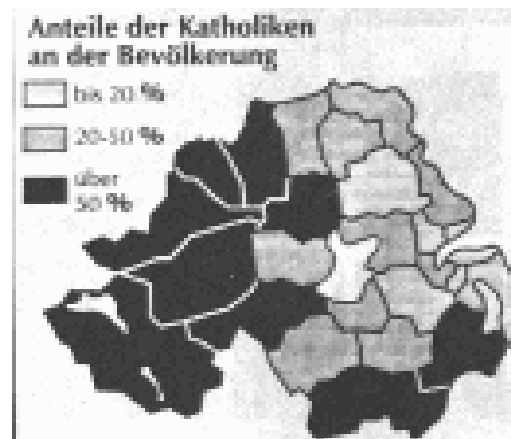 Anteile der Katholiken
an der Bevölkerung
bis 20 %
20-50 %
über
50 %